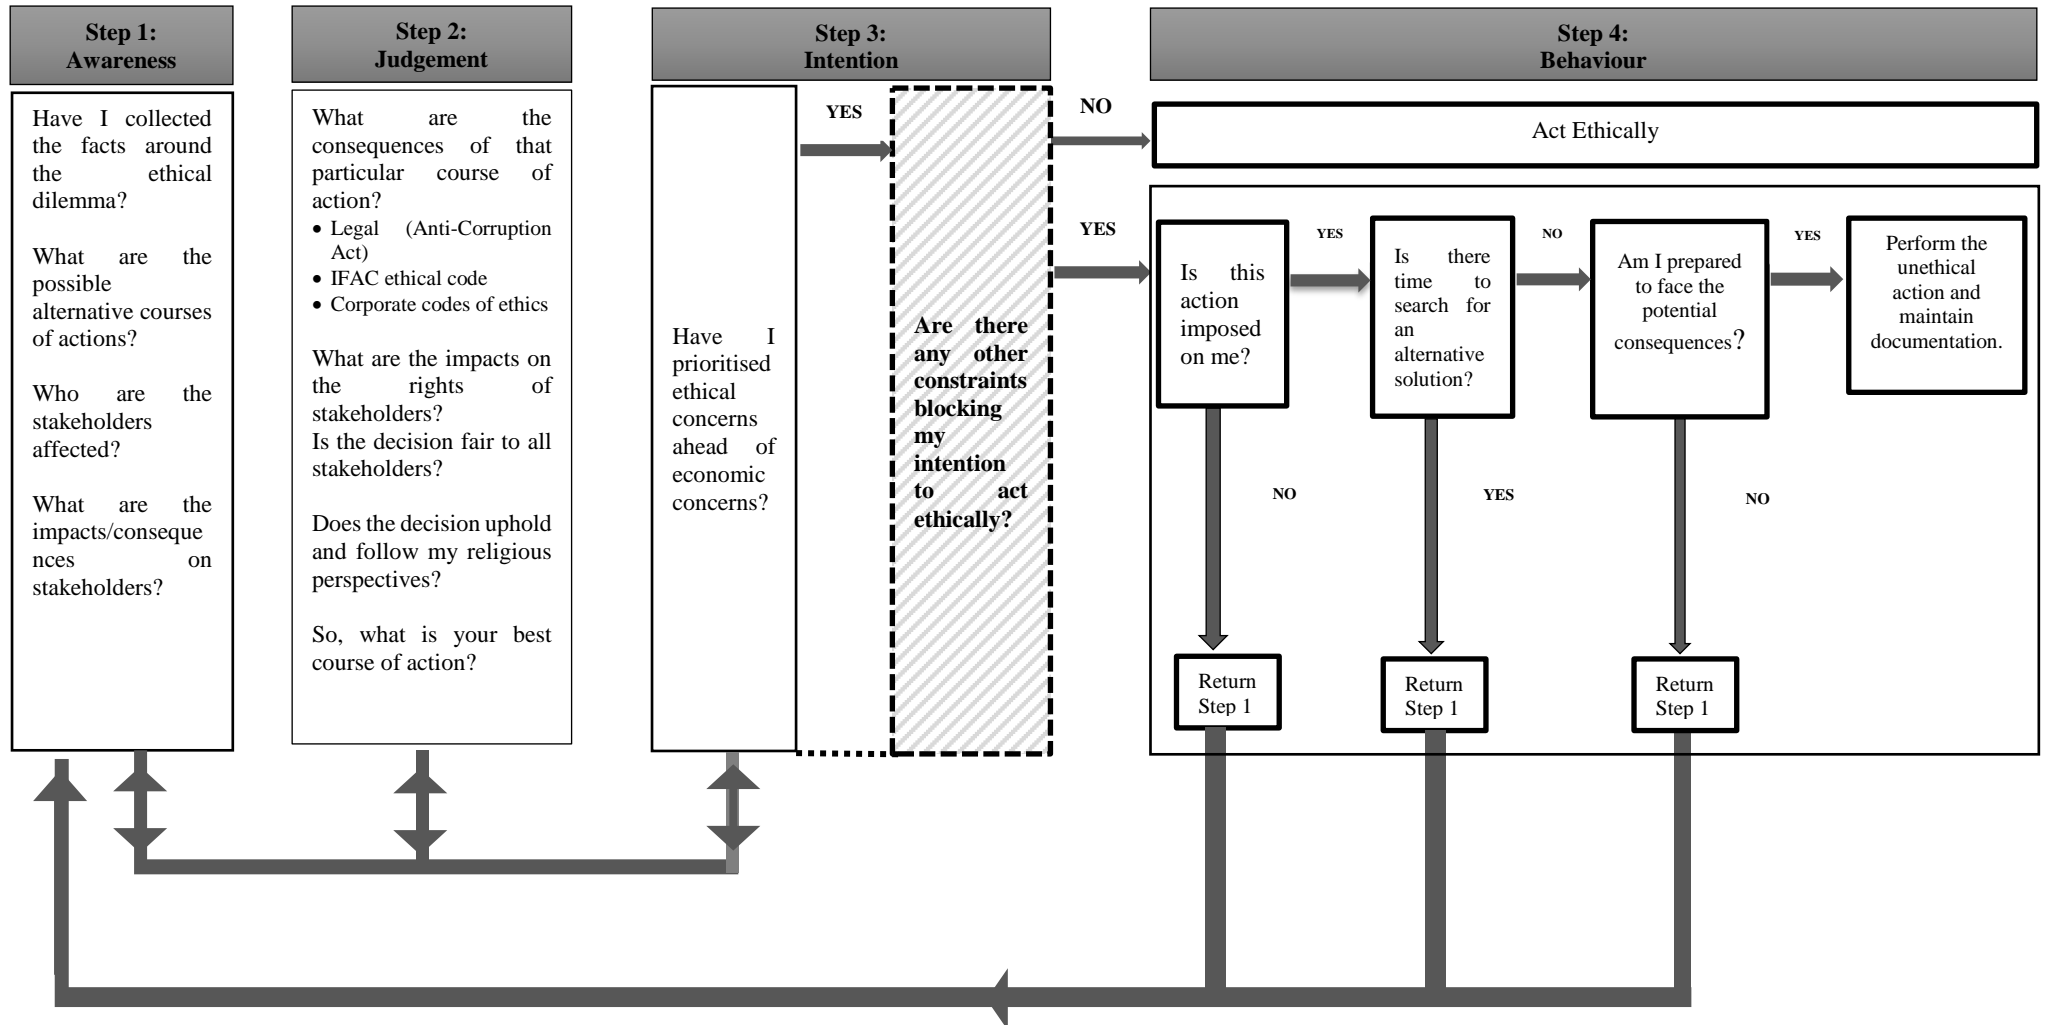 Step 1:
Awareness
Have I collected
the facts around
the ethical
dilemma?
What are the
possible
alternative courses
of actions?
Who are the
stakeholders
affected?
What are the
impacts/conseque
nces on
stakeholders?
Step 2:
Judgement
What are the
consequences of that
particular course of
action?
• Legal (Anti-Corruption
Act)
• IFAC ethical code
• Corporate codes of ethics
What are the impacts on
the rights of
stakeholders?
Is the decision fair to all
stakeholders?
Does the decision uphold
and follow my religious
perspectives?
So, what is your best
course of action?
Step 3:
Intention
Have I
prioritised
ethical
concerns
ahead of
economic
concerns?
YES
Are there
any other
constraints
blocking
my
intention
to act
ethically?
NO
YES
Step 4:
Behaviour
Act Ethically
Is this
action
imposed
on me?
YES
Is there
time to
search for
an
alternative
solution?
NO
Am I prepared
to face the
potential
consequences?
YES
Perform the
unethical
action and
maintain
documentation.
NO
YES
NO
Return
Step 1
Return
Step 1
Return
Step 1